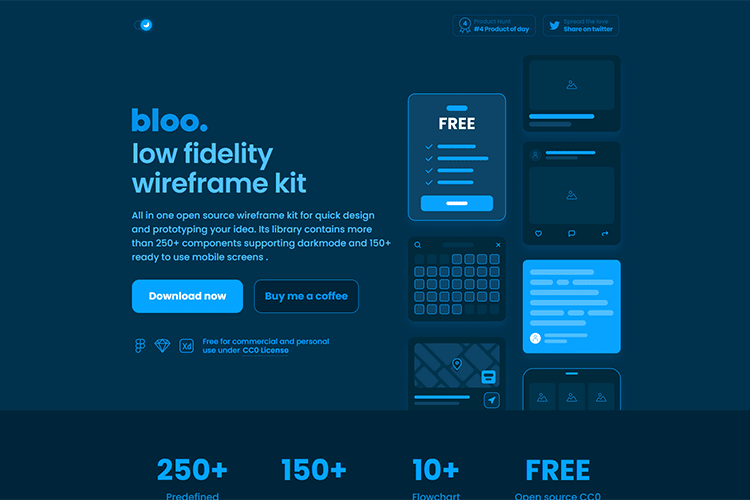 4
Product Hunt
#4 Product of day
Spread the love
Share on twitter
bloo.
low fidelity
wireframe kit
All in one open source wireframe kit for quick design
and prototyping your idea. Its library contains more
than 250+ components supporting darkmode and 150+
ready to use mobile screens .
Download now
Buy me a coffee
Xd
Free for commercial and personal
use under CC0 License
FREE
250+
Predefined
150+
10+
Flowchart
FREE
Open source CC0